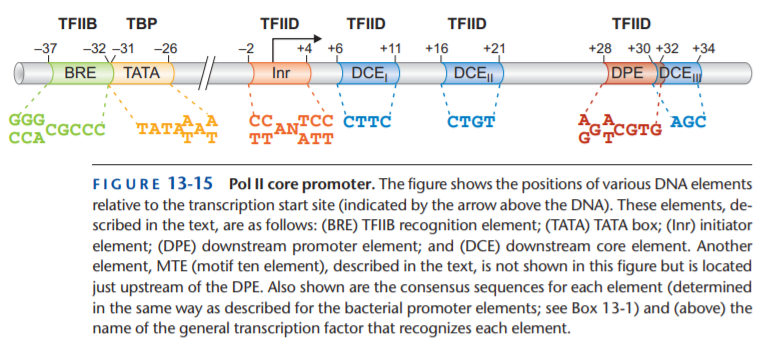 TFIIB TBP TFIID TFIID TFIID TFIID
–37 –32 –31 –26 –2 +4 +6 +11 +16 +21 +28 +30 +32 +34
BRE TATA Inr DCEI DCEII DPE DCEIII
GGG CGCCC TATAAAA CC AN TCC CTTC CTGT A G A CGTG AGC
CCA T T TT ATT G T
FIGURE 13-15 Pol II core promoter. The figure shows the positions of various DNA elements
relative to the transcription start site (indicated by the arrow above the DNA). These elements, de-
scribed in the text, are as follows: (BRE) TFIIB recognition element; (TATA) TATA box; (Inr) initiator
element; (DPE) downstream promoter element; and (DCE) downstream core element. Another
element, MTE (motif ten element), described in the text, is not shown in this figure but is located
just upstream of the DPE. Also shown are the consensus sequences for each element (determined
in the same way as described for the bacterial promoter elements; see Box 13-1) and (above) the
name of the general transcription factor that recognizes each element.